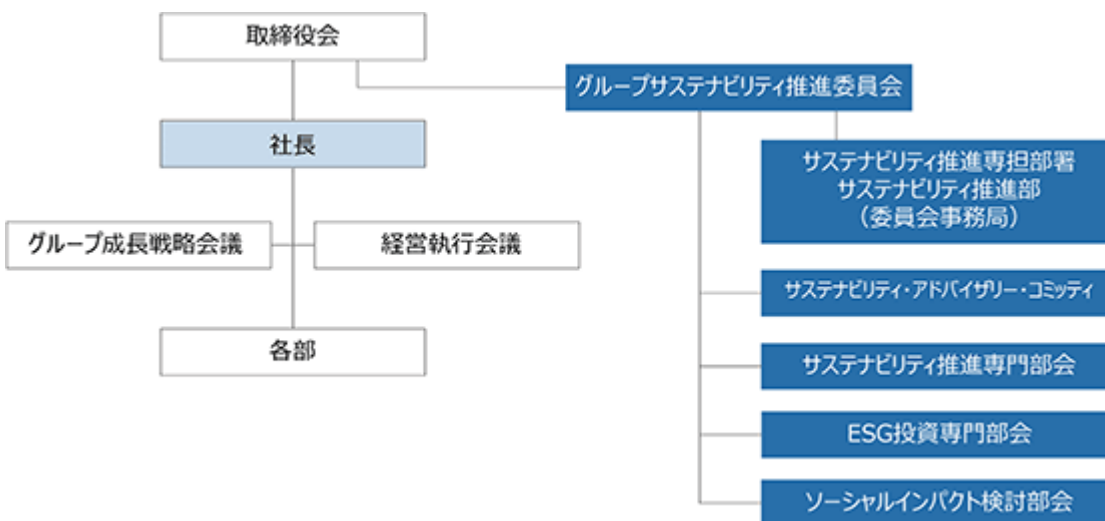 取締役会
グループサステナビリティ推進委員会
社長
サステナビリティ推進専担部署
サステナビリティ推進部
（委員会事務局）
グループ成長戦略会議
経営執行会議
サステナビリティ・アドバイザリー・コミッティ
各部
サステナビリティ推進専門部会
ESG投資専門部会
ソーシャルインパクト検討部会